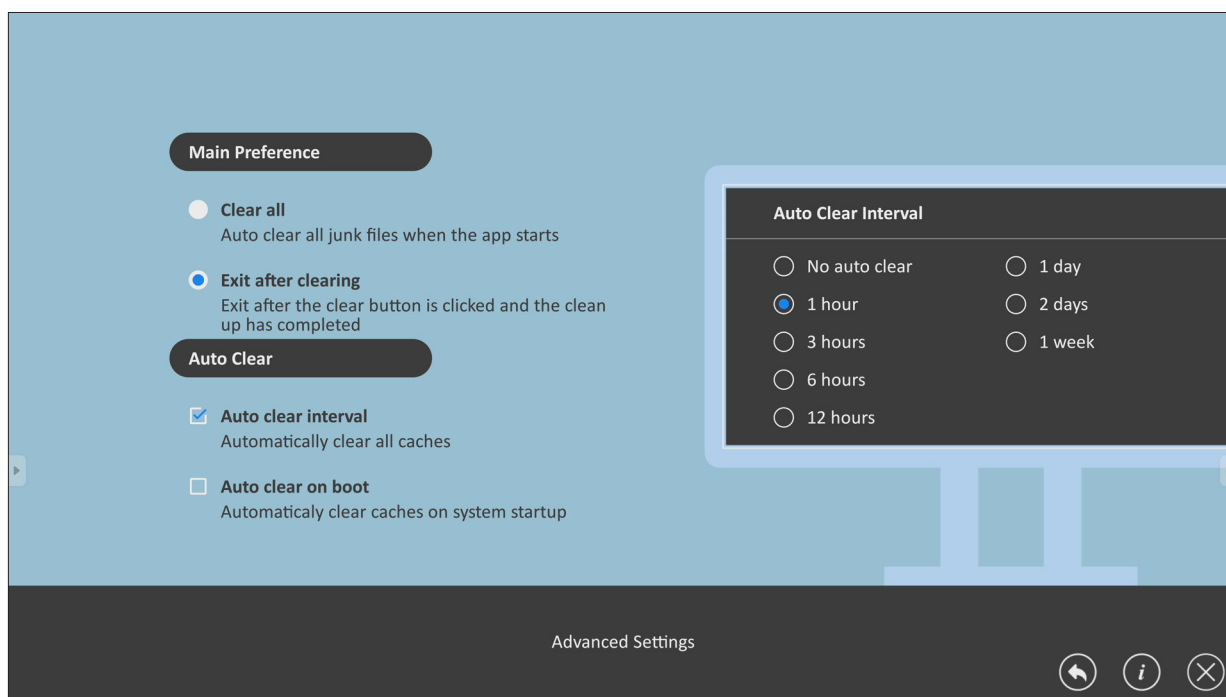 Main Preference
Clear all
Auto clear all junk files when the app starts
Exit after clearing
Exit after the clear button is clicked and the clean
up has completed
Auto Clear
Auto clear interval
Automatically clear all caches
Auto clear on boot
Automaticaly clear caches on system startup
Auto Clear Interval
No auto clear
1 day
1 hour
2 days
3 hours
1 week
6 hours
12 hours
Advanced Settings
i